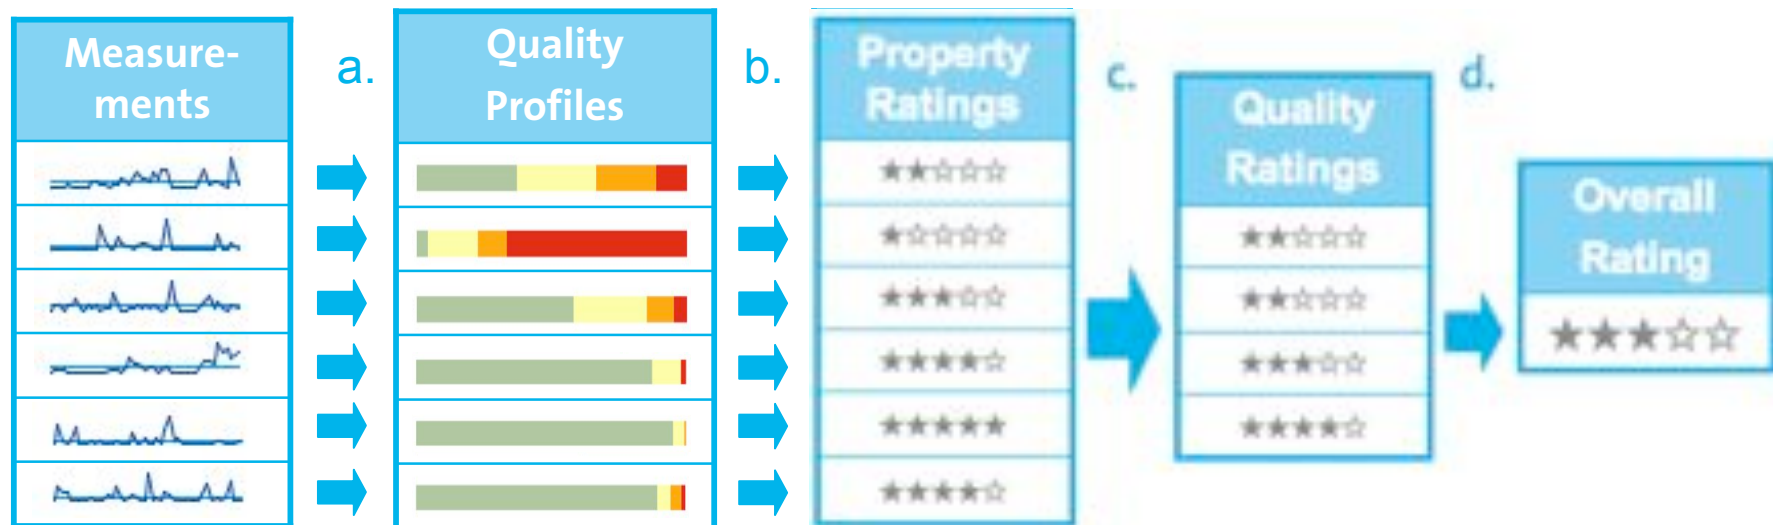 Measure-
ments
a.
Quality
Profiles
b.
Property
Ratings
c.
Quality
Ratings
d.
Overall
Rating